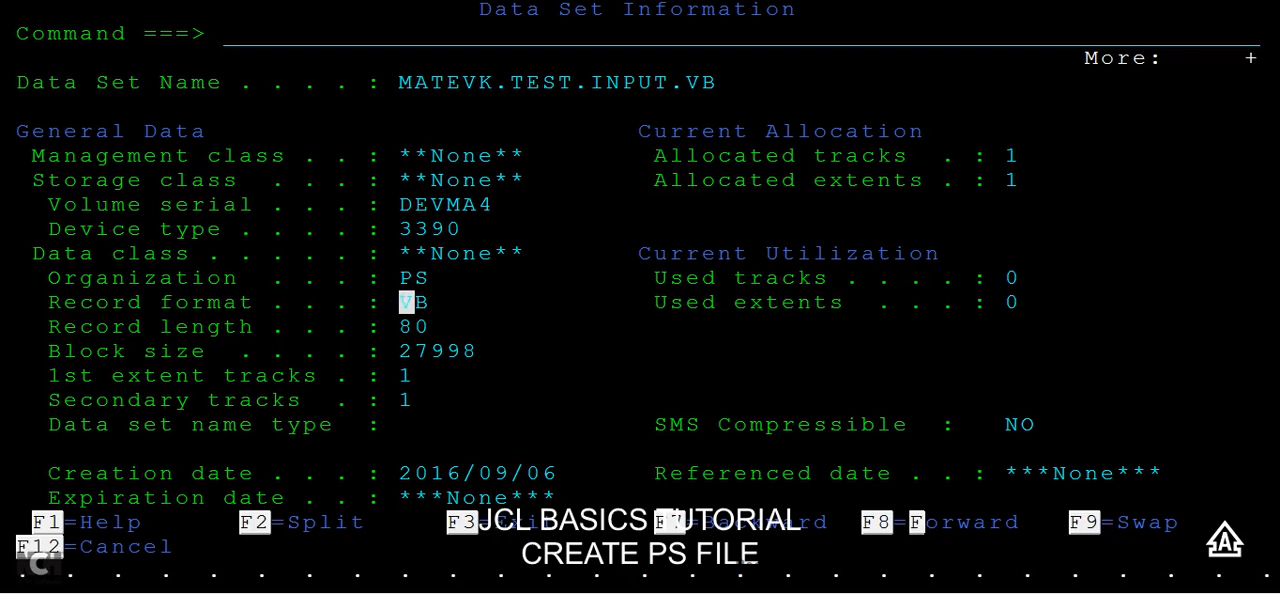 Data Set Information
Command ===>
More: +
Data Set Name . . . . : MATEVK.TEST.INPUT.VB
General Data Current Allocation
Management class . . : **None** Allocated tracks . : 1
Storage class . . . : **None** Allocated extents . : 1
Volume serial . . . : DEVMA4
Device type . . . . : 3390
Data class . . . . . : **None** Current Utilization
Organization . . . : PS Used tracks . . . . : 0
Record format . . . : VB Used extents . . . : 0
Record length . . . : 80
Block size . . . . : 27998
1st extent tracks . : 1
Secondary tracks . : 1
Data set name type : SMS Compressible : NO
Creation date . . . : 2016/09/06 Referenced date . . : ***None***
Expiration date . . : ***None***
F1=Help F2=Split F3=Exit F7=Backward F8=Forward F9=Swap
JCL BASICS TUTORIAL
F12=Cancel
CREATE PS FILE